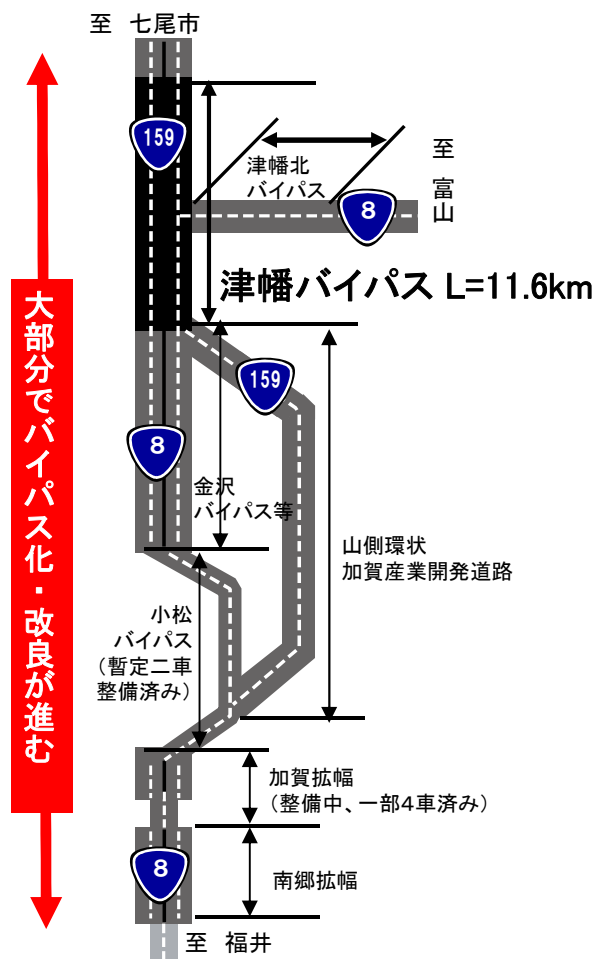 至 七尾市
159
津幡北
バイパス
至
富山
8
津幡バイパス L=11.6km
大部分でバイパス化・改良が進む
159
8
金沢
バイパス等
山側環状
加賀産業開発道路
小松
バイパス
(暫定二車
整備済み)
加賀拡幅
(整備中、一部4車済み)
8
南郷拡幅
至 福井